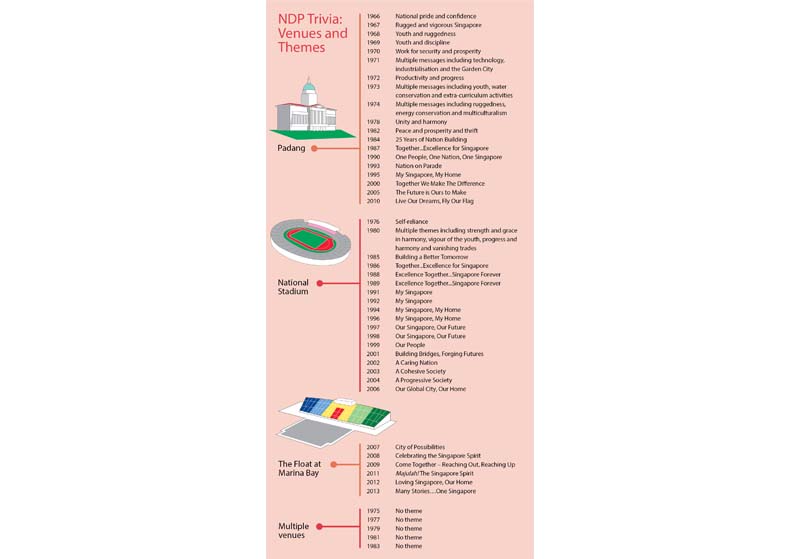 NDP Trivia:
Venues and
Themes
Padang
1966 National pride and confidence
1967 Rugged and vigorous Singapore
1968 Youth and ruggedness
1969 Youth and discipline
1970 Work for security and prosperity
1971 Multiple messages including technology,
industrialisation and the Garden City
1972 Productivity and progress
1973 Multiple messages including youth, water
conservation and extra-curriculum activities
1974 Multiple messages including ruggedness,
energy conservation and multiculturalism
1978 Unity and harmony
1982 Peace and prosperity and thrift
1984 25 Years of Nation Building
1987 Together...Excellence for Singapore
1990 One People, One Nation, One Singapore
1993 Nation on Parade
1995 My Singapore, My Home
2000 Together We Make The Difference
2005 The Future is Ours to Make
2010 Live Our Dreams, Fly Our Flag
National
Stadium
1976 Self-reliance
1980 Multiple themes including strength and grace
in harmony, vigour of the youth, progress and
harmony and vanishing trades
1985 Building a Better Tomorrow
1986 Together...Excellence for Singapore
1988 Excellence Together...Singapore Forever
1989 Excellence Together...Singapore Forever
1991 My Singapore
1992 My Singapore
1994 My Singapore, My Home
1996 My Singapore, My Home
1997 Our Singapore, Our Future
1998 Our Singapore, Our Future
1999 Our People
2001 Building Bridges, Forging Futures
2002 A Caring Nation
2003 A Cohesive Society
2004 A Progressive Society
2006 Our Global City, Our Home
The Float at
Marina Bay
2007 City of Possibilities
2008 Celebrating the Singapore Spirit
2009 Come Together – Reaching Out, Reaching Up
2011 Majulah! The Singapore Spirit
2012 Loving Singapore, Our Home
2013 Many Stories....One Singapore
Multiple
venues
1975 No theme
1977 No theme
1979 No theme
1981 No theme
1983 No theme